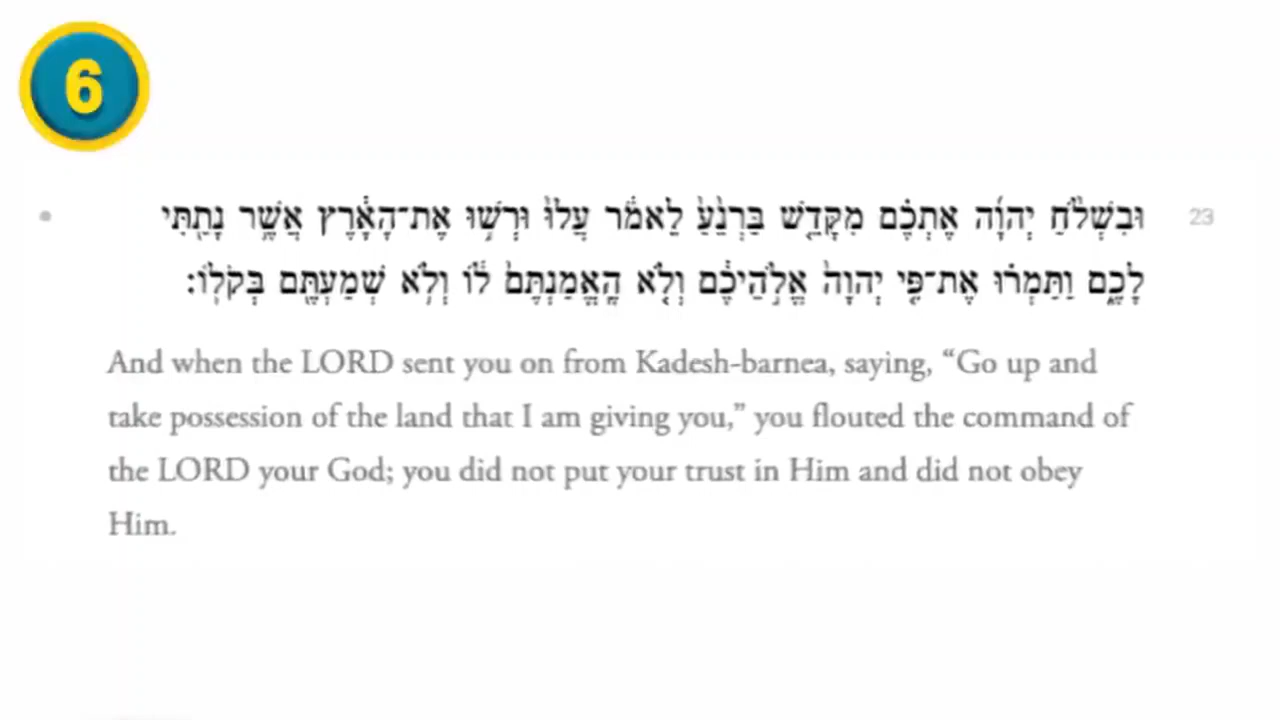 6
וּבִשְׁלֹ֨חַ יְהוָ֜ה אֶתְכֶ֗ם מִקָּדֵ֤שׁ בַּרְנֵ֙עַ֙ לֵאמֹ֔ר עֲלוּ֙ וּרְשׁ֣וּ אֶת־הָאָ֔רֶץ אֲשֶׁ֥ר נָתַ֖תִּי 23
לָכֶ֑ם וַתַּמְר֗וּ אֶת־פִּ֤י יְהוָה֙ אֱלֹ֣הֵיכֶ֔ם וְלֹ֤א הֶֽאֱמַנְתֶּם֙ ל֔וֹ וְלֹ֥א שְׁמַעְתֶּ֖ם בְּקֹלֽוֹ׃
And when the LORD sent you on from Kadesh-barnea, saying, “Go up and
take possession of the land that I am giving you,” you flouted the command of
the LORD your God; you did not put your trust in Him and did not obey
Him.